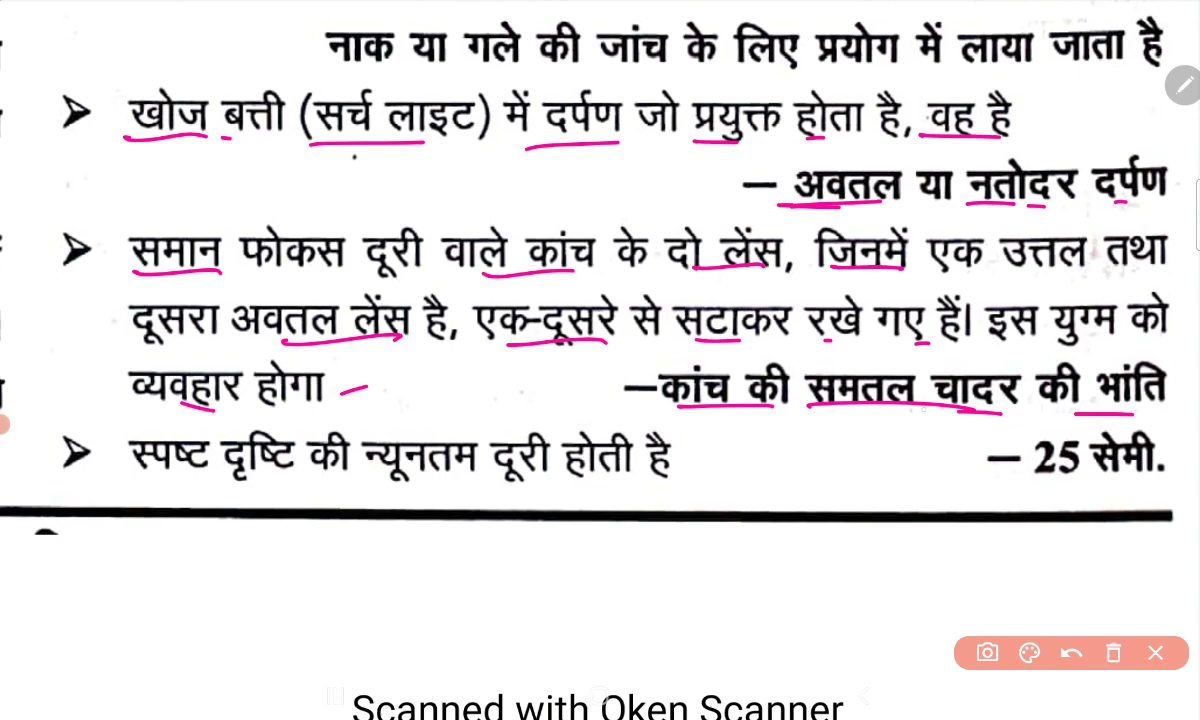 नाक या गले की जांच के लिए प्रयोग में लाया जाता है
➤ खोज बत्ती (सर्च लाइट) में दर्पण जो प्रयुक्त होता है, वह है
– अवतल या नतोदर दर्पण
➤ समान फोकस दूरी वाले कांच के दो लेंस, जिनमें एक उत्तल तथा
दूसरा अवतल लेंस है, एक-दूसरे से सटाकर रखे गए हैं। इस युग्म को
व्यवहार होगा –कांच की समतल चादर की भांति
➤ स्पष्ट दृष्टि की न्यूनतम दूरी होती है – 25 सेमी.
Scanned with Oken Scanner